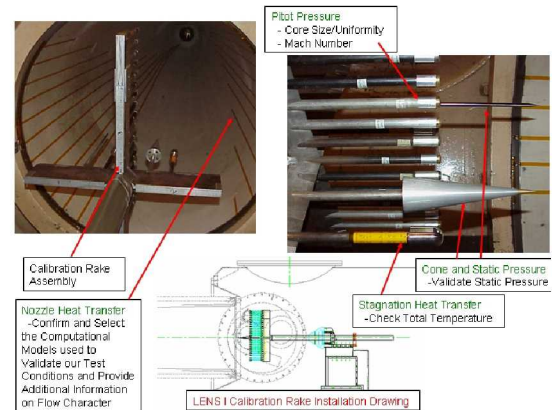 Pitot Pressure
- Core Size/Uniformity
- Mach Number
Calibration Rake
Assembly
Nozzle Heat Transfer
-Confirm and Select
the Computational
Models used to
Validate our Test
Conditions and Provide
Additional Information
on Flow Character
Cone and Static Pressure
-Validate Static Pressure
Stagnation Heat Transfer
-Check Total Temperature
LENS I Calibration Rake Installation Drawing